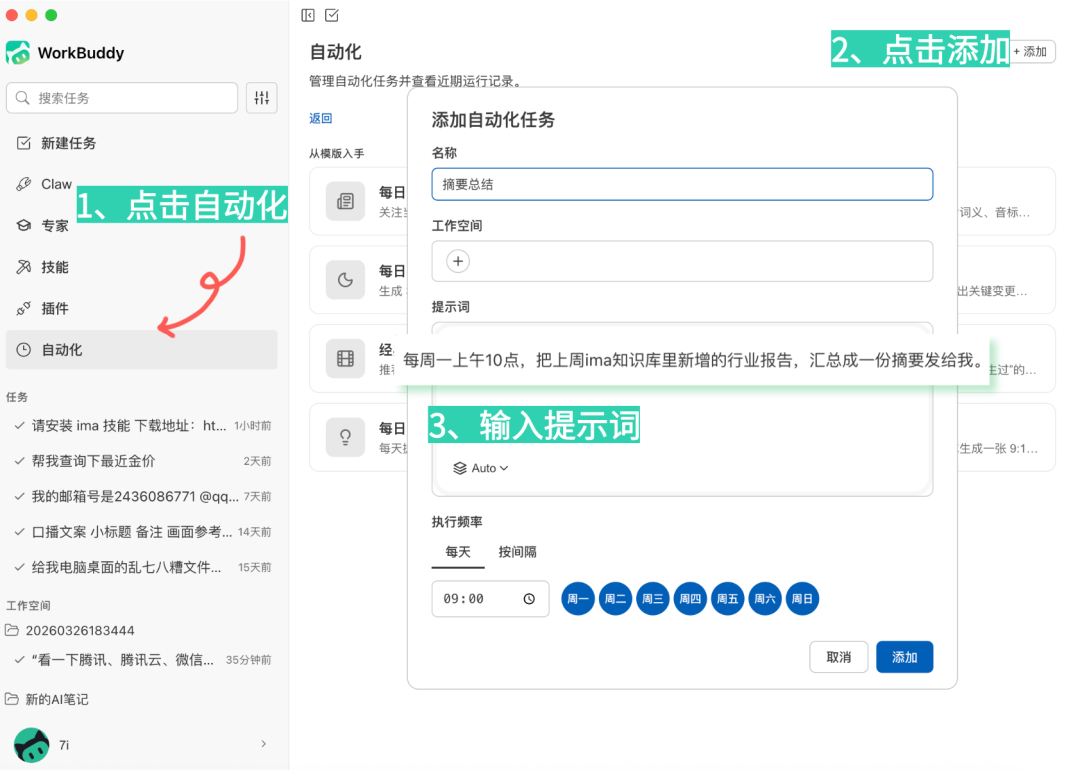 WorkBuddy
搜索任务
新建任务
Claw
专家
技能
插件
自动化
任务
请安装 ima 技能 下载地址：ht... 1小时前
帮我查询下最近金价 2天前
我的邮箱号是2436086771 @qq... 7天前
口播文案 小标题 备注 画面参考... 14天前
给我电脑桌面的乱七八糟文件... 15天前
工作空间
20260326183444
“看一下腾讯、腾讯云、微信... 35分钟前
新的AI笔记
7i
1、点击自动化
自动化
管理自动化任务并查看近期运行记录。
2、点击添加
+ 添加
返回
从模版入手
每日
关注
词义、音标...
每日
生成
出关键变更...
推
生过”的...
每日
每天
生成一张 9:1...
添加自动化任务
名称
摘要总结
工作空间
提示词
每周一上午10点，把上周ima知识库里新增的行业报告，汇总成一份摘要发给我。
3、输入提示词
Auto
执行频率
每天 按间隔
09:00 周一 周二 周三 周四 周五 周六 周日
取消 添加